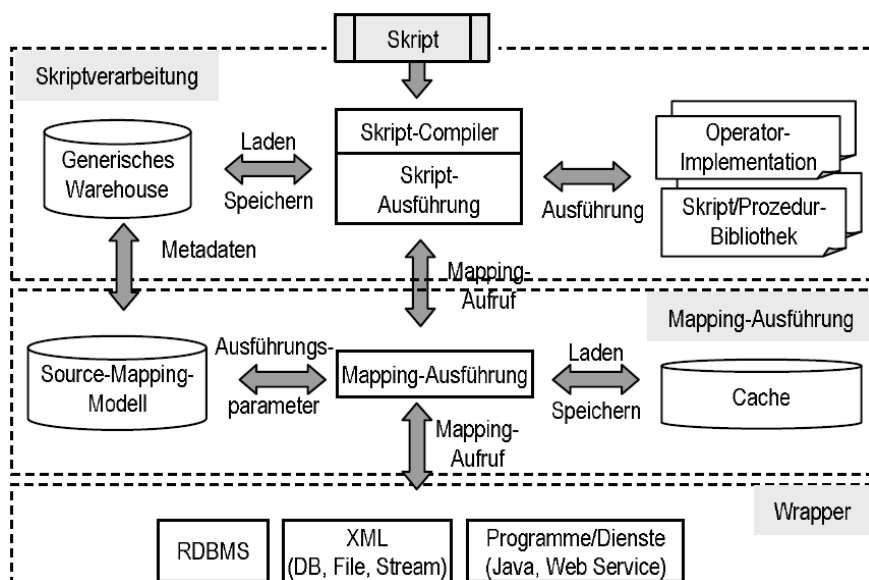 Skript
Skriptverarbeitung
Generisches
Warehouse
Laden
Speichern
Skript-Compiler
Skript-
Ausführung
Ausführung
Operator-
Implementation
Skript/Prozedur-
Bibliothek
Metadaten
Mapping-
Aufruf
Mapping-Ausführung
Source-Mapping-
Modell
Ausführungs-
parameter
Mapping-Ausführung
Laden
Speichern
Cache
Mapping-
Aufruf
Wrapper
RDBMS
XML
(DB, File, Stream)
Programme/Dienste
(Java, Web Service)